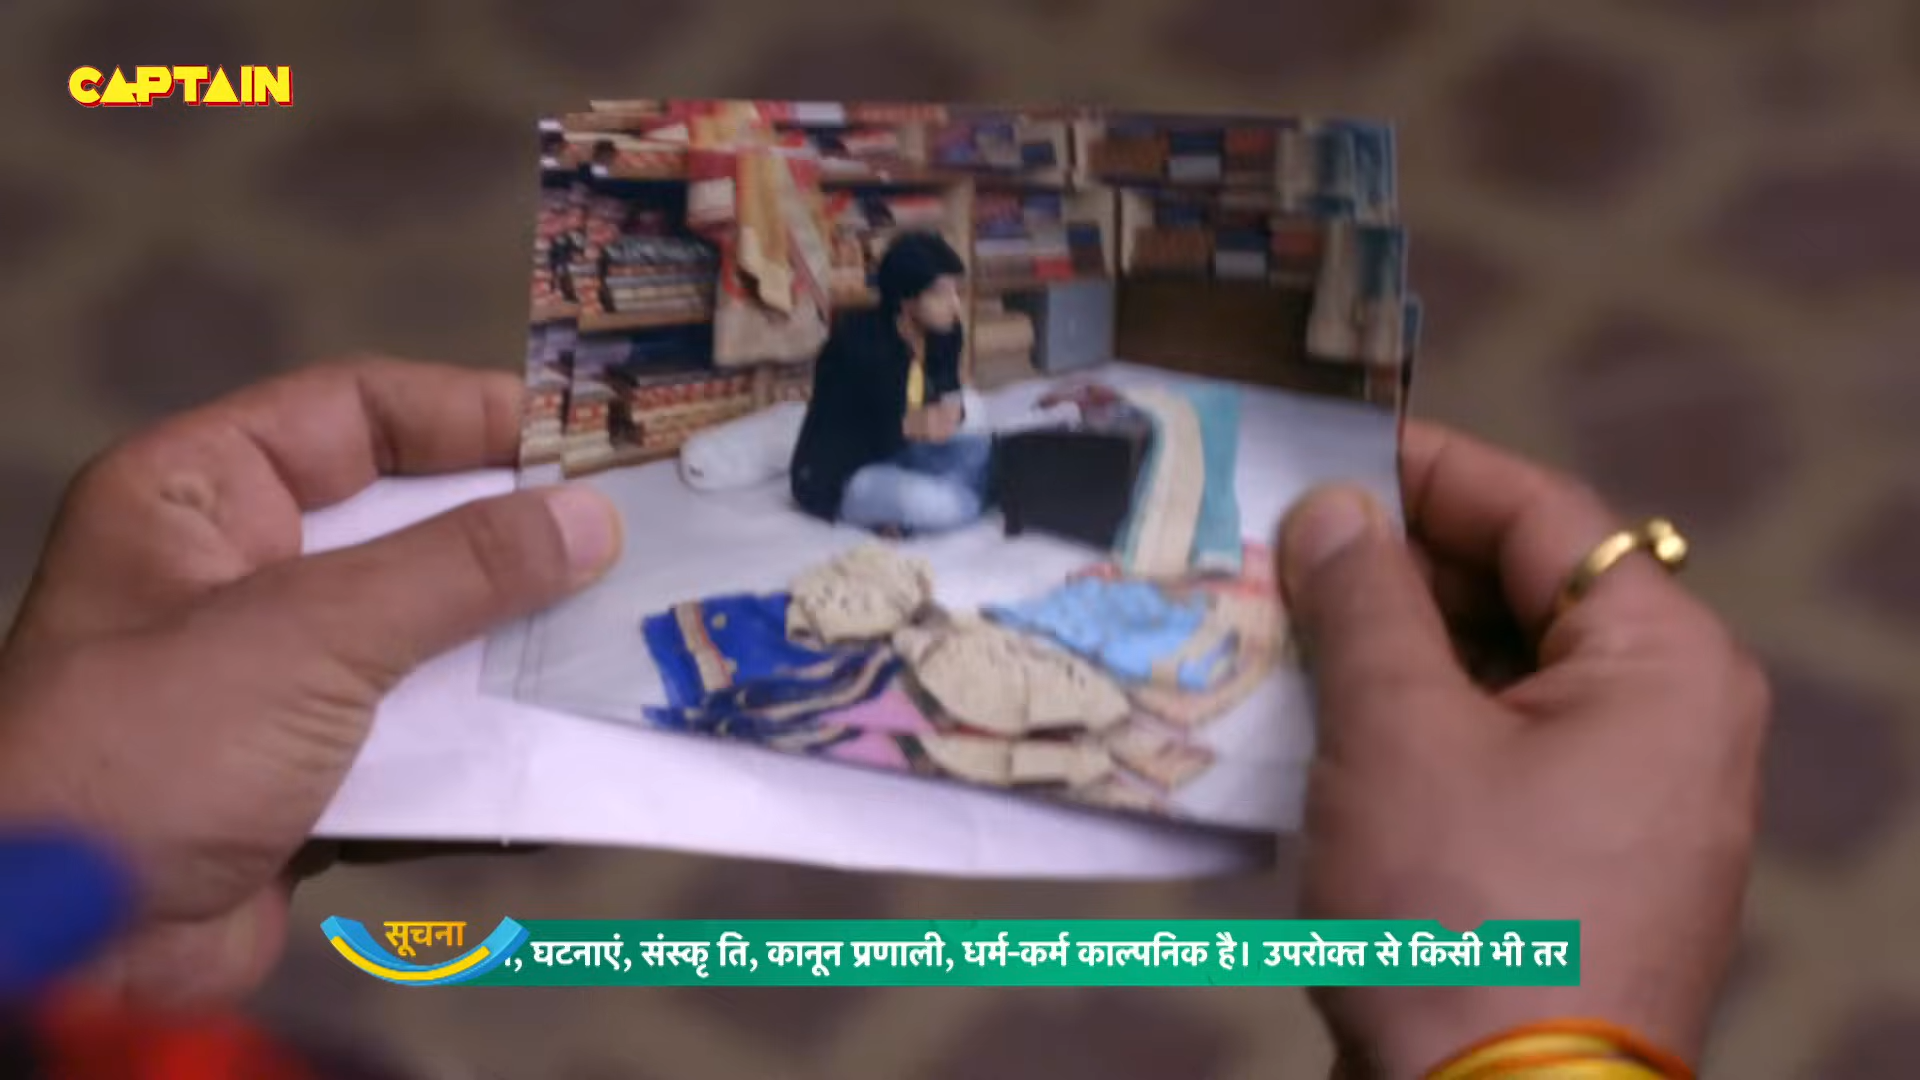 CAPTAIN
सूचना
, घटनाएं, संस्कृ ति, कानून प्रणाली, धर्म-कर्म काल्पनिक है। उपरोक्त से किसी भी तर